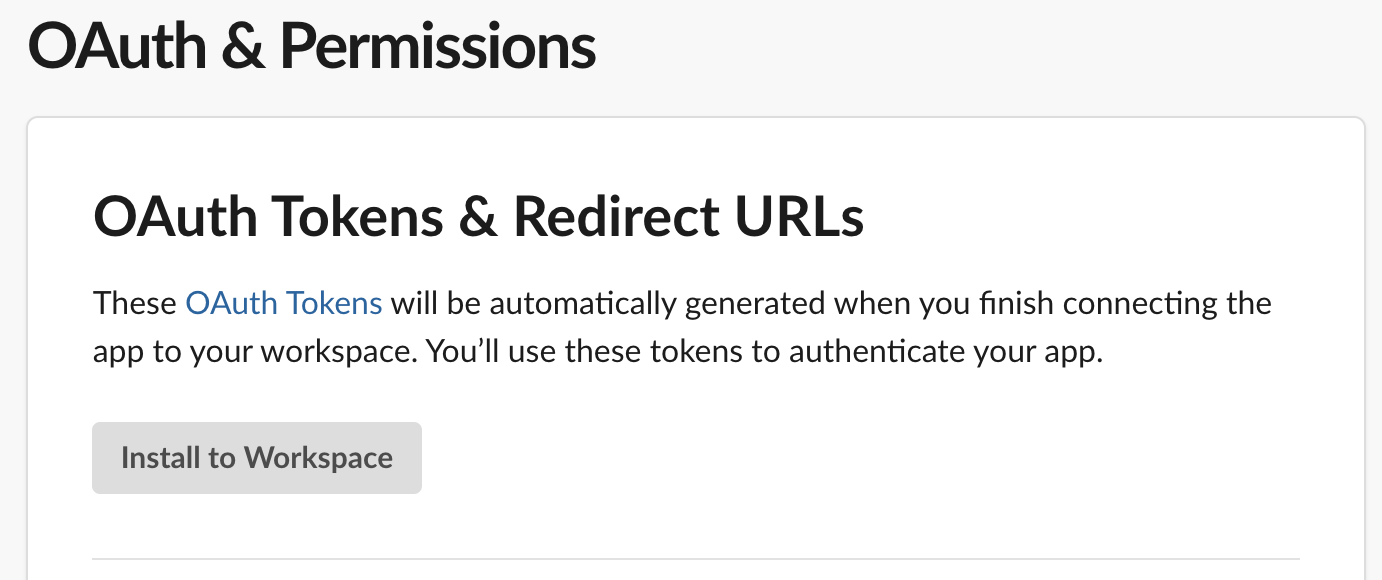 OAuth & Permissions
OAuth Tokens & Redirect URLs
These OAuth Tokens will be automatically generated when you finish connecting the
app to your workspace. You’ll use these tokens to authenticate your app.
Install to Workspace